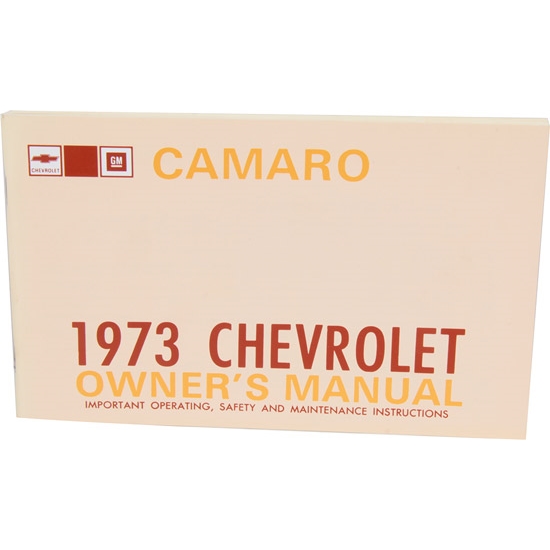 CHEVROLET
GM
CAMARO
1973 CHEVROLET
OWNER'S MANUAL
IMPORTANT OPERATING, SAFETY AND MAINTENANCE INSTRUCTIONS